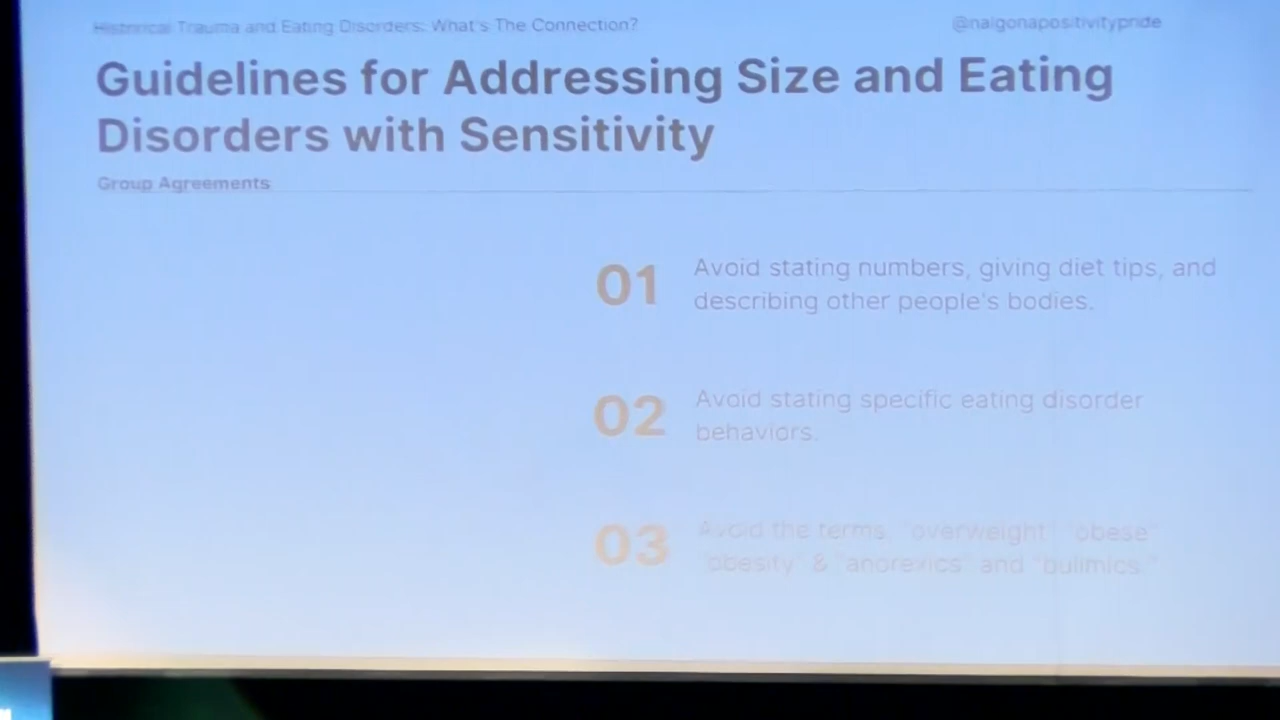 Historical Trauma and Eating Disorders: What's The Connection?
@nalgonapositivitypride
Guidelines for Addressing Size and Eating
Disorders with Sensitivity
Group Agreements
01
Avoid stating numbers, giving diet tips, and
describing other people's bodies.
02
Avoid stating specific eating disorder
behaviors.
03
Avoid the terms, "overweight" "obese"
"obesity" & "anorexics" and "bulimics."